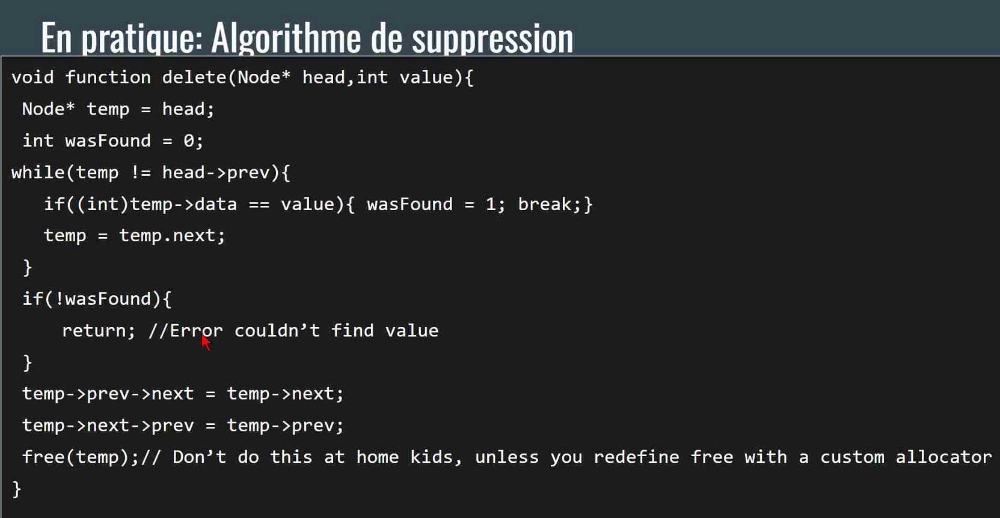 En pratique: Algorithme de suppression
void function delete(Node* head,int value){
Node* temp = head;
int wasFound = 0;
while(temp != head->prev){
if((int)temp->data == value){ wasFound = 1; break;}
temp = temp.next;
}
if(!wasFound){
return; //Error couldn’t find value
}
temp->prev->next = temp->next;
temp->next->prev = temp->prev;
free(temp);// Don’t do this at home kids, unless you redefine free with a custom allocator
}